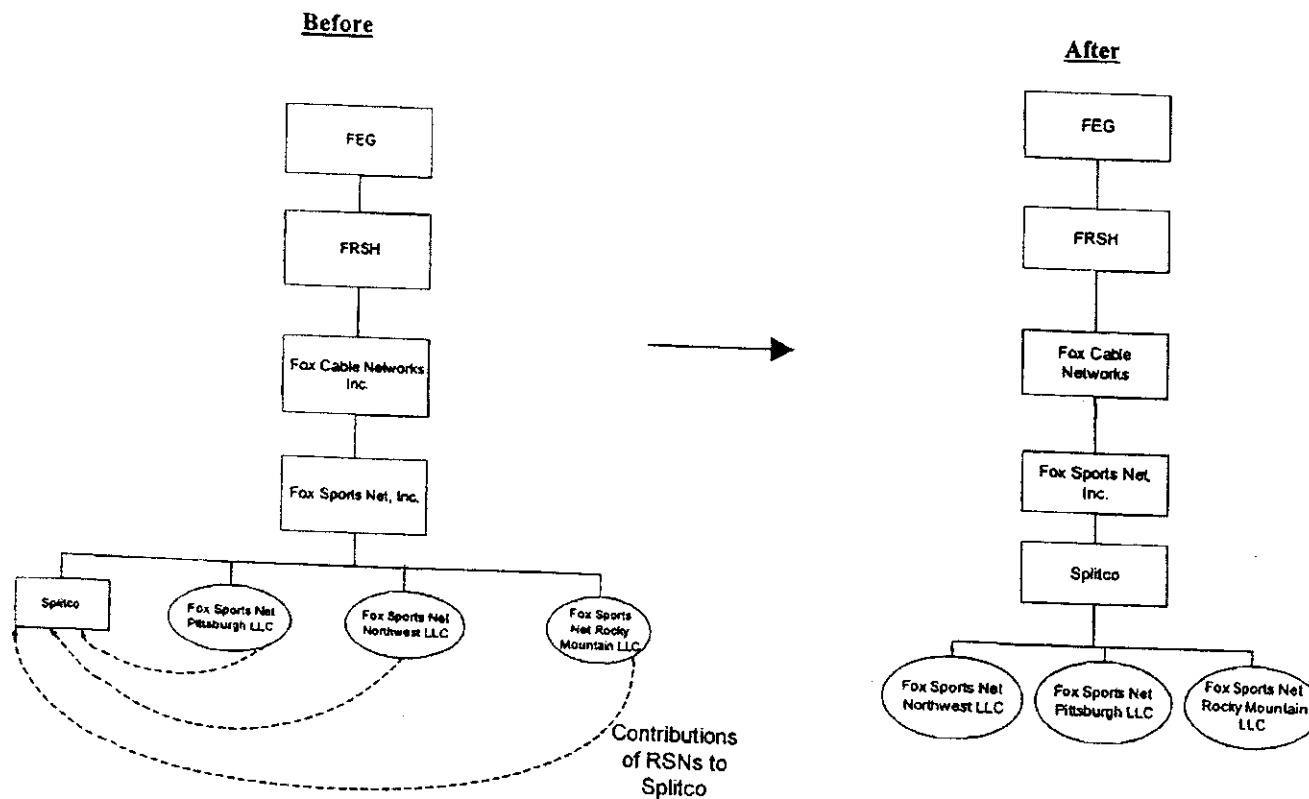 Before
FEG
FRSH
Fox Cable Networks
Inc.
Fox Sports Net, Inc.
Splitco
Fox Sports Net
Pittsburgh LLC
Fox Sports Net
Northwest LLC
Fox Sports
Net Rocky
Mountain LLC
Contributions
of RSNs to
Splitco
After
FEG
FRSH
Fox Cable
Networks
Fox Sports Net,
Inc.
Splitco
Fox Sports Net
Northwest LLC
Fox Sports Net
Pittsburgh LLC
Fox Sports Net
Rocky Mountain
LLC